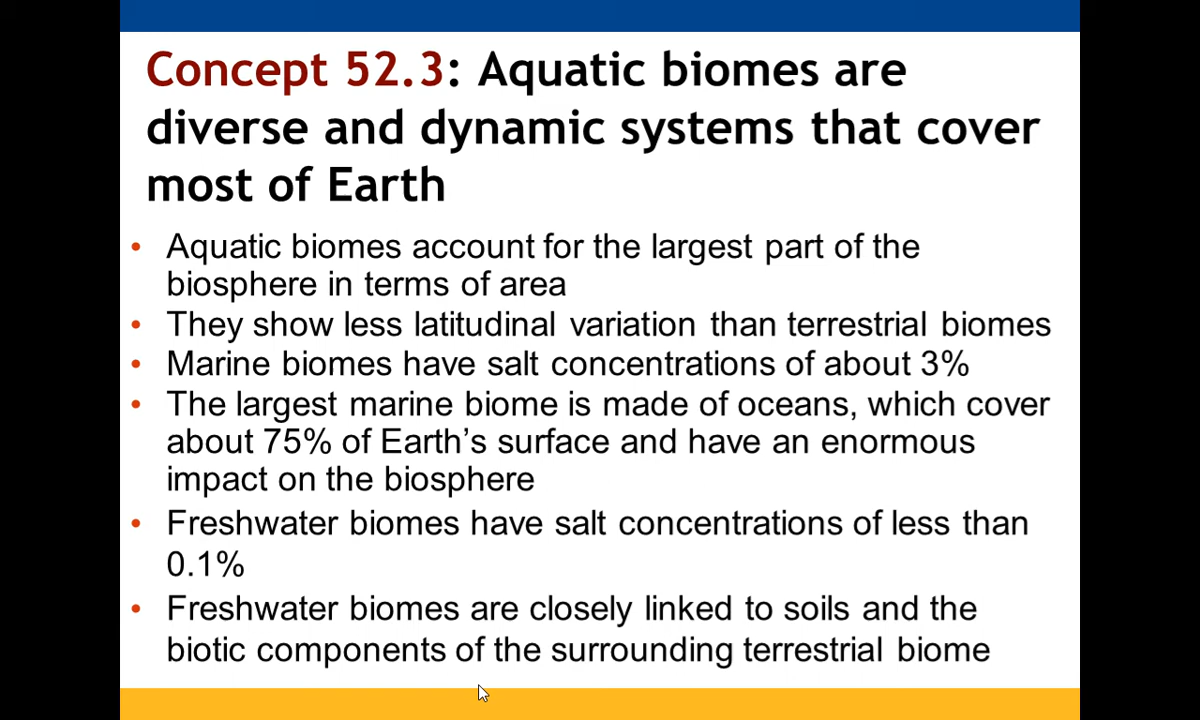 Concept 52.3: Aquatic biomes are
diverse and dynamic systems that cover
most of Earth
• Aquatic biomes account for the largest part of the
biosphere in terms of area
• They show less latitudinal variation than terrestrial biomes
• Marine biomes have salt concentrations of about 3%
• The largest marine biome is made of oceans, which cover
about 75% of Earth’s surface and have an enormous
impact on the biosphere
• Freshwater biomes have salt concentrations of less than
0.1%
• Freshwater biomes are closely linked to soils and the
biotic components of the surrounding terrestrial biome